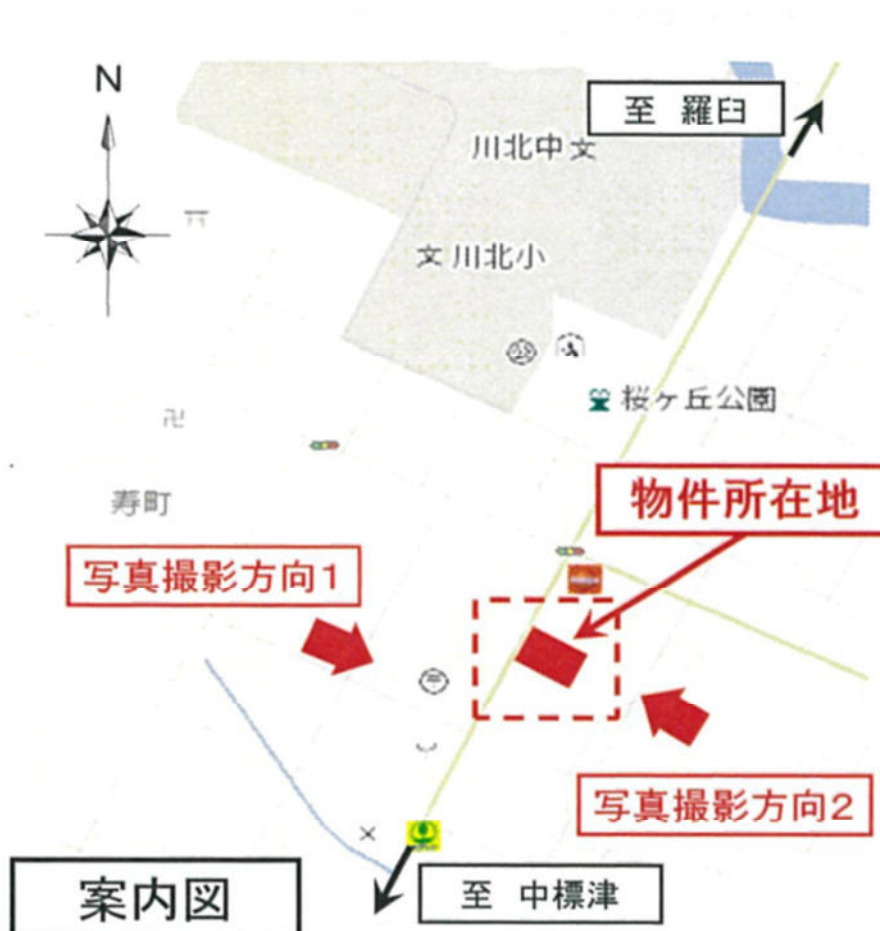 N
至 羅臼
川北中
川北小
桜ヶ丘公園
寿町
物件所在地
写真撮影方向1
写真撮影方向2
案内図
至 中標津